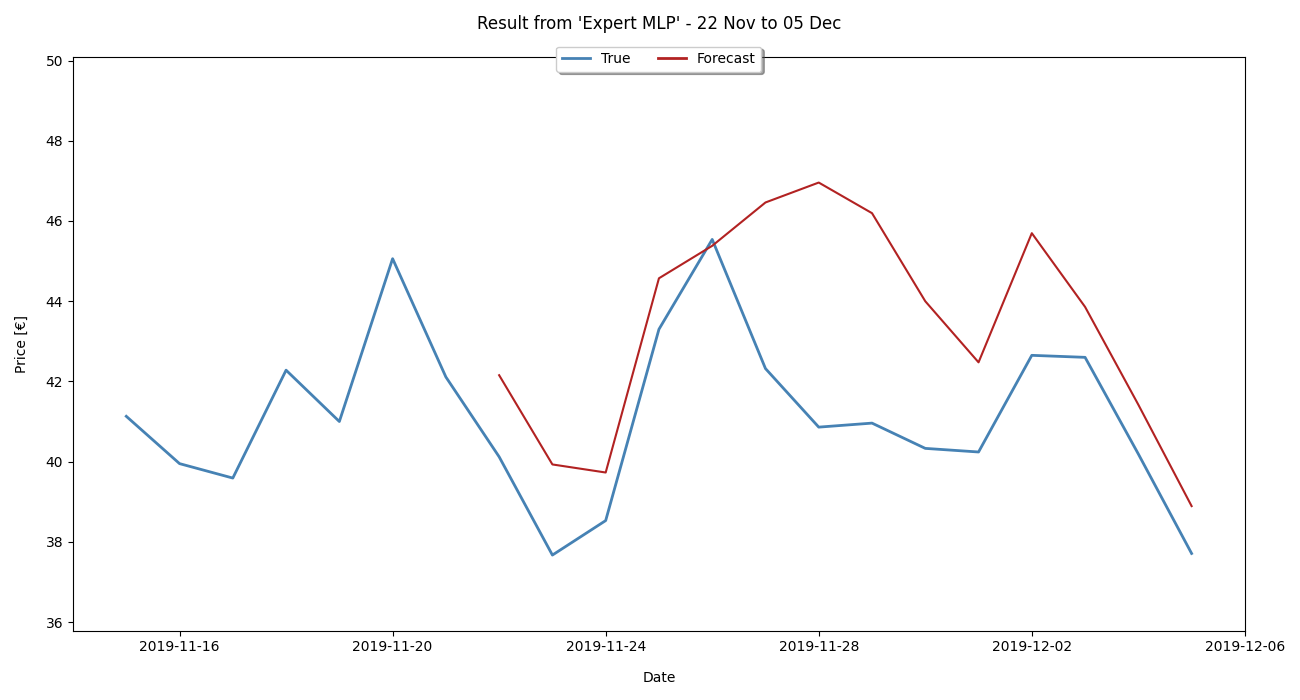 Result from 'Expert MLP' - 22 Nov to 05 Dec
True Forecast
50
48
46
44
42
40
38
36
Price [€]
2019-11-16 2019-11-20 2019-11-24 2019-11-28 2019-12-02 2019-12-06
Date